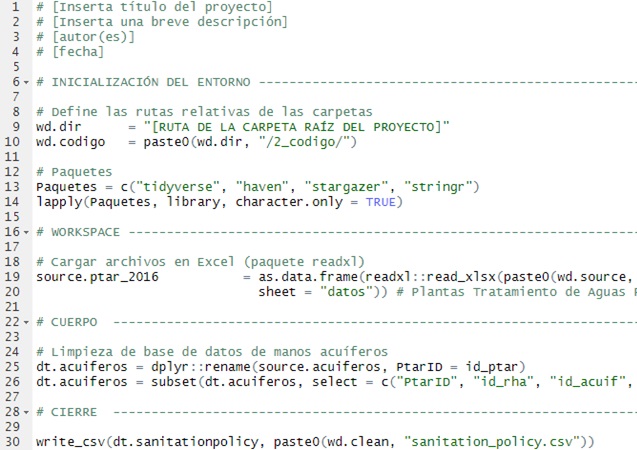 1 # [Inserta título del proyecto]
2 # [Inserta una breve descripción]
3 # [autor(es)]
4 # [fecha]
5
6 # INICIALIZACIÓN DEL ENTORNO --------------------------------------------------
7
8 # Define las rutas relativas de las carpetas
9 wd.dir = "[RUTA DE LA CARPETA RAÍZ DEL PROYECTO]"
10 wd.codigo = paste0(wd.dir, "/2_codigo/")
11
12 # Paquetes
13 Paquetes = c("tidyverse", "haven", "stargazer", "stringr")
14 lapply(Paquetes, library, character.only = TRUE)
15
16 # WORKSPACE -------------------------------------------------------------------
17
18 # Cargar archivos en Excel (paquete readxl)
19 source.ptar_2016 = as.data.frame(readxl::read_xlsx(paste0(wd.source,
20 sheet = "datos")) # Plantas Tratamiento de Aguas
21
22 # CUERPO ---------------------------------------------------------------------
23
24 # Limpieza de base de datos de manos acuíferos
25 dt.acuiferos = dplyr::rename(source.acuiferos, PtarID = id_ptar)
26 dt.acuiferos = subset(dt.acuiferos, select = c("PtarID", "id_rha", "id_acuif",
27
28 # CIERRE ---------------------------------------------------------------------
29
30 write_csv(dt.sanitationpolicy, paste0(wd.clean, "sanitation_policy.csv"))